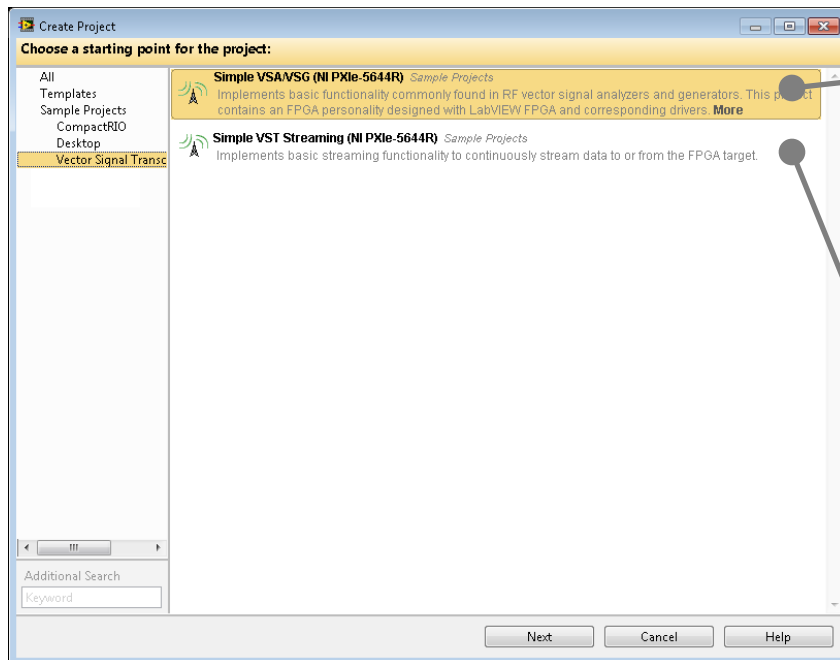 Create Project
Choose a starting point for the project:
All
Templates
Sample Projects
CompactRIO
Desktop
Vector Signal Transc
Simple VSA/VSG (NI PXIe-5644R) Sample Projects
Implements basic functionality commonly found in RF vector signal analyzers and generators. This project
contains an FPGA personality designed with LabVIEW FPGA and corresponding drivers. More
Simple VST Streaming (NI PXIe-5644R) Sample Projects
Implements basic streaming functionality to continuously stream data to or from the FPGA target.
Additional Search
Keyword
Next Cancel Help